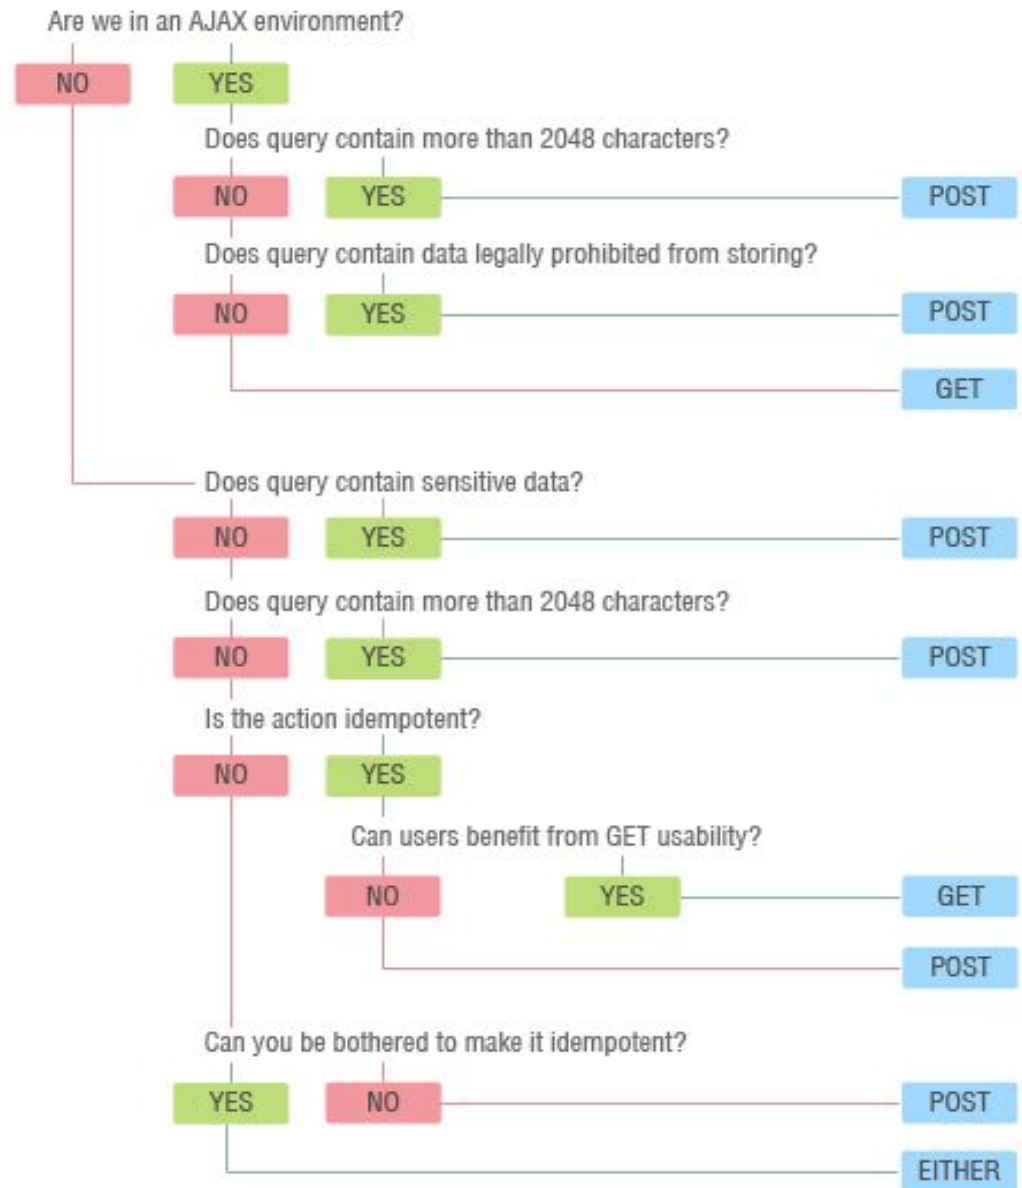 Are we in an AJAX environment?
NO YES
Does query contain more than 2048 characters?
NO YES POST
Does query contain data legally prohibited from storing?
NO YES POST
GET
Does query contain sensitive data?
NO YES POST
Does query contain more than 2048 characters?
NO YES POST
Is the action idempotent?
NO YES
Can users benefit from GET usability?
NO YES GET
POST
Can you be bothered to make it idempotent?
YES NO POST
EITHER